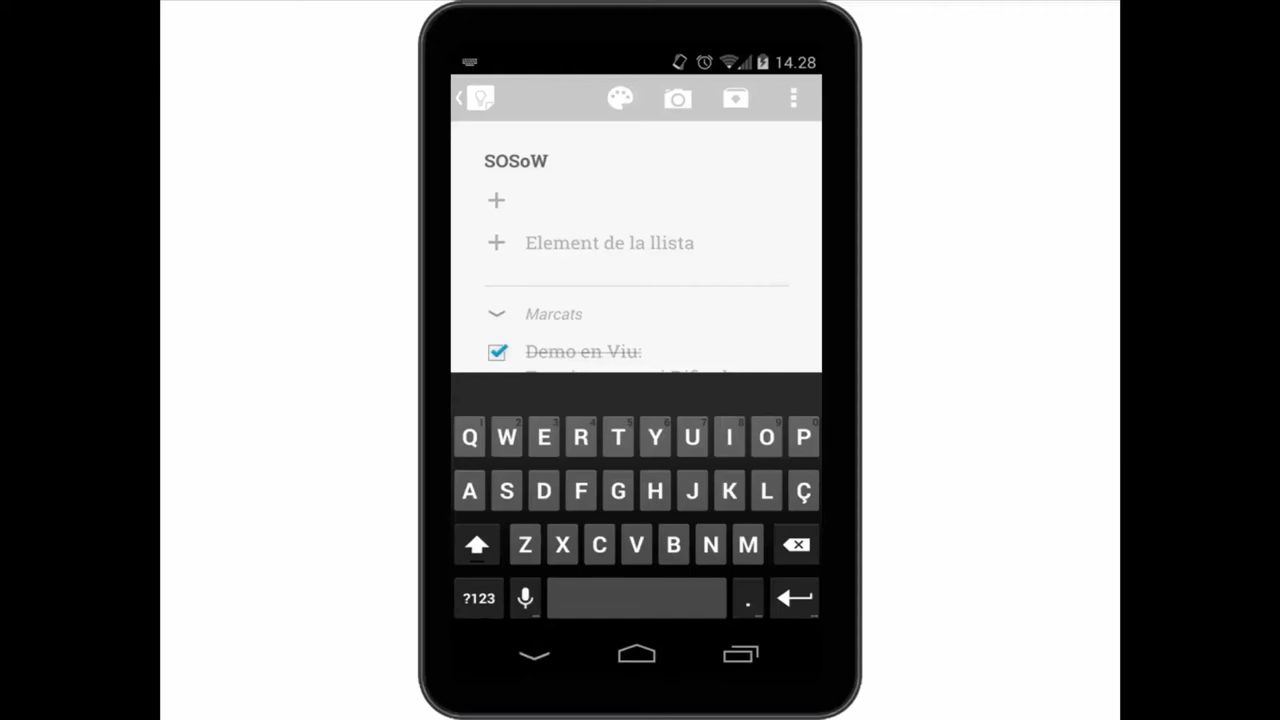 14.28
SOSoW
Element de la llista
Marcats
Demo en Viu:
Q W E R T Y U I O P
A S D F G H J K L Ç
Z X C V B N M
?123 .